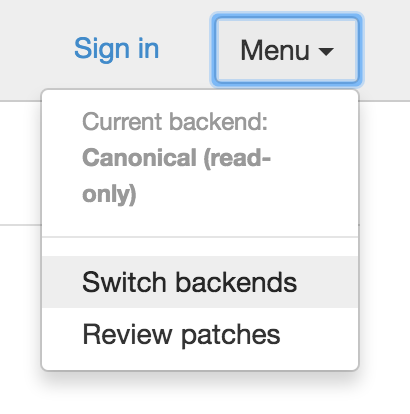 Sign in
Menu
Current backend:
Canonical (read-
only)
Switch backends
Review patches